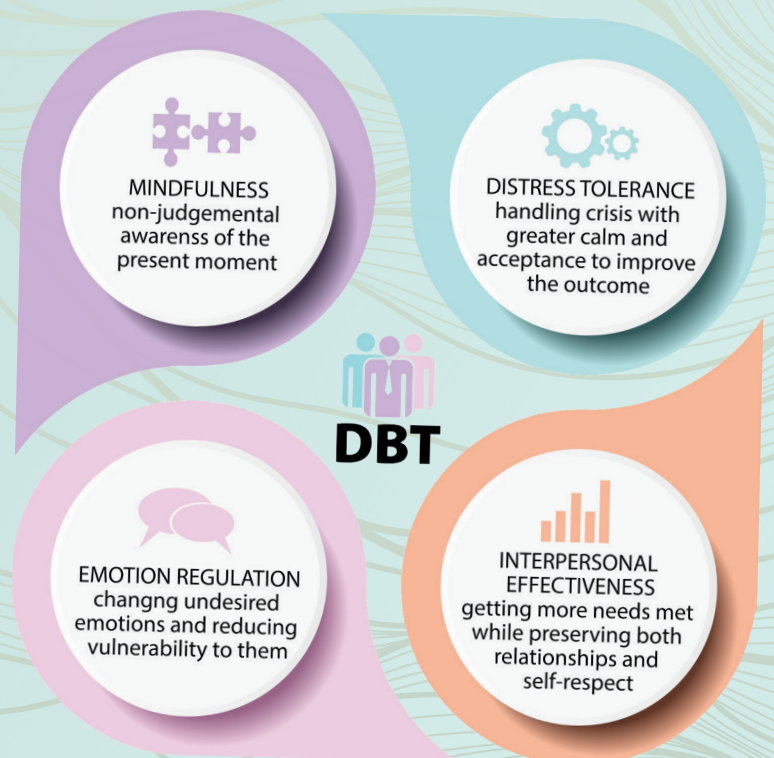 MINDFULNESS
non-judgemental
awarenss of the
present moment
DISTRESS TOLERANCE
handling crisis with
greater calm and
acceptance to improve
the outcome
DBT
EMOTION REGULATION
changng undesired
emotions and reducing
vulnerability to them
INTERPERSONAL
EFFECTIVENESS
getting more needs met
while preserving both
relationships and
self-respect